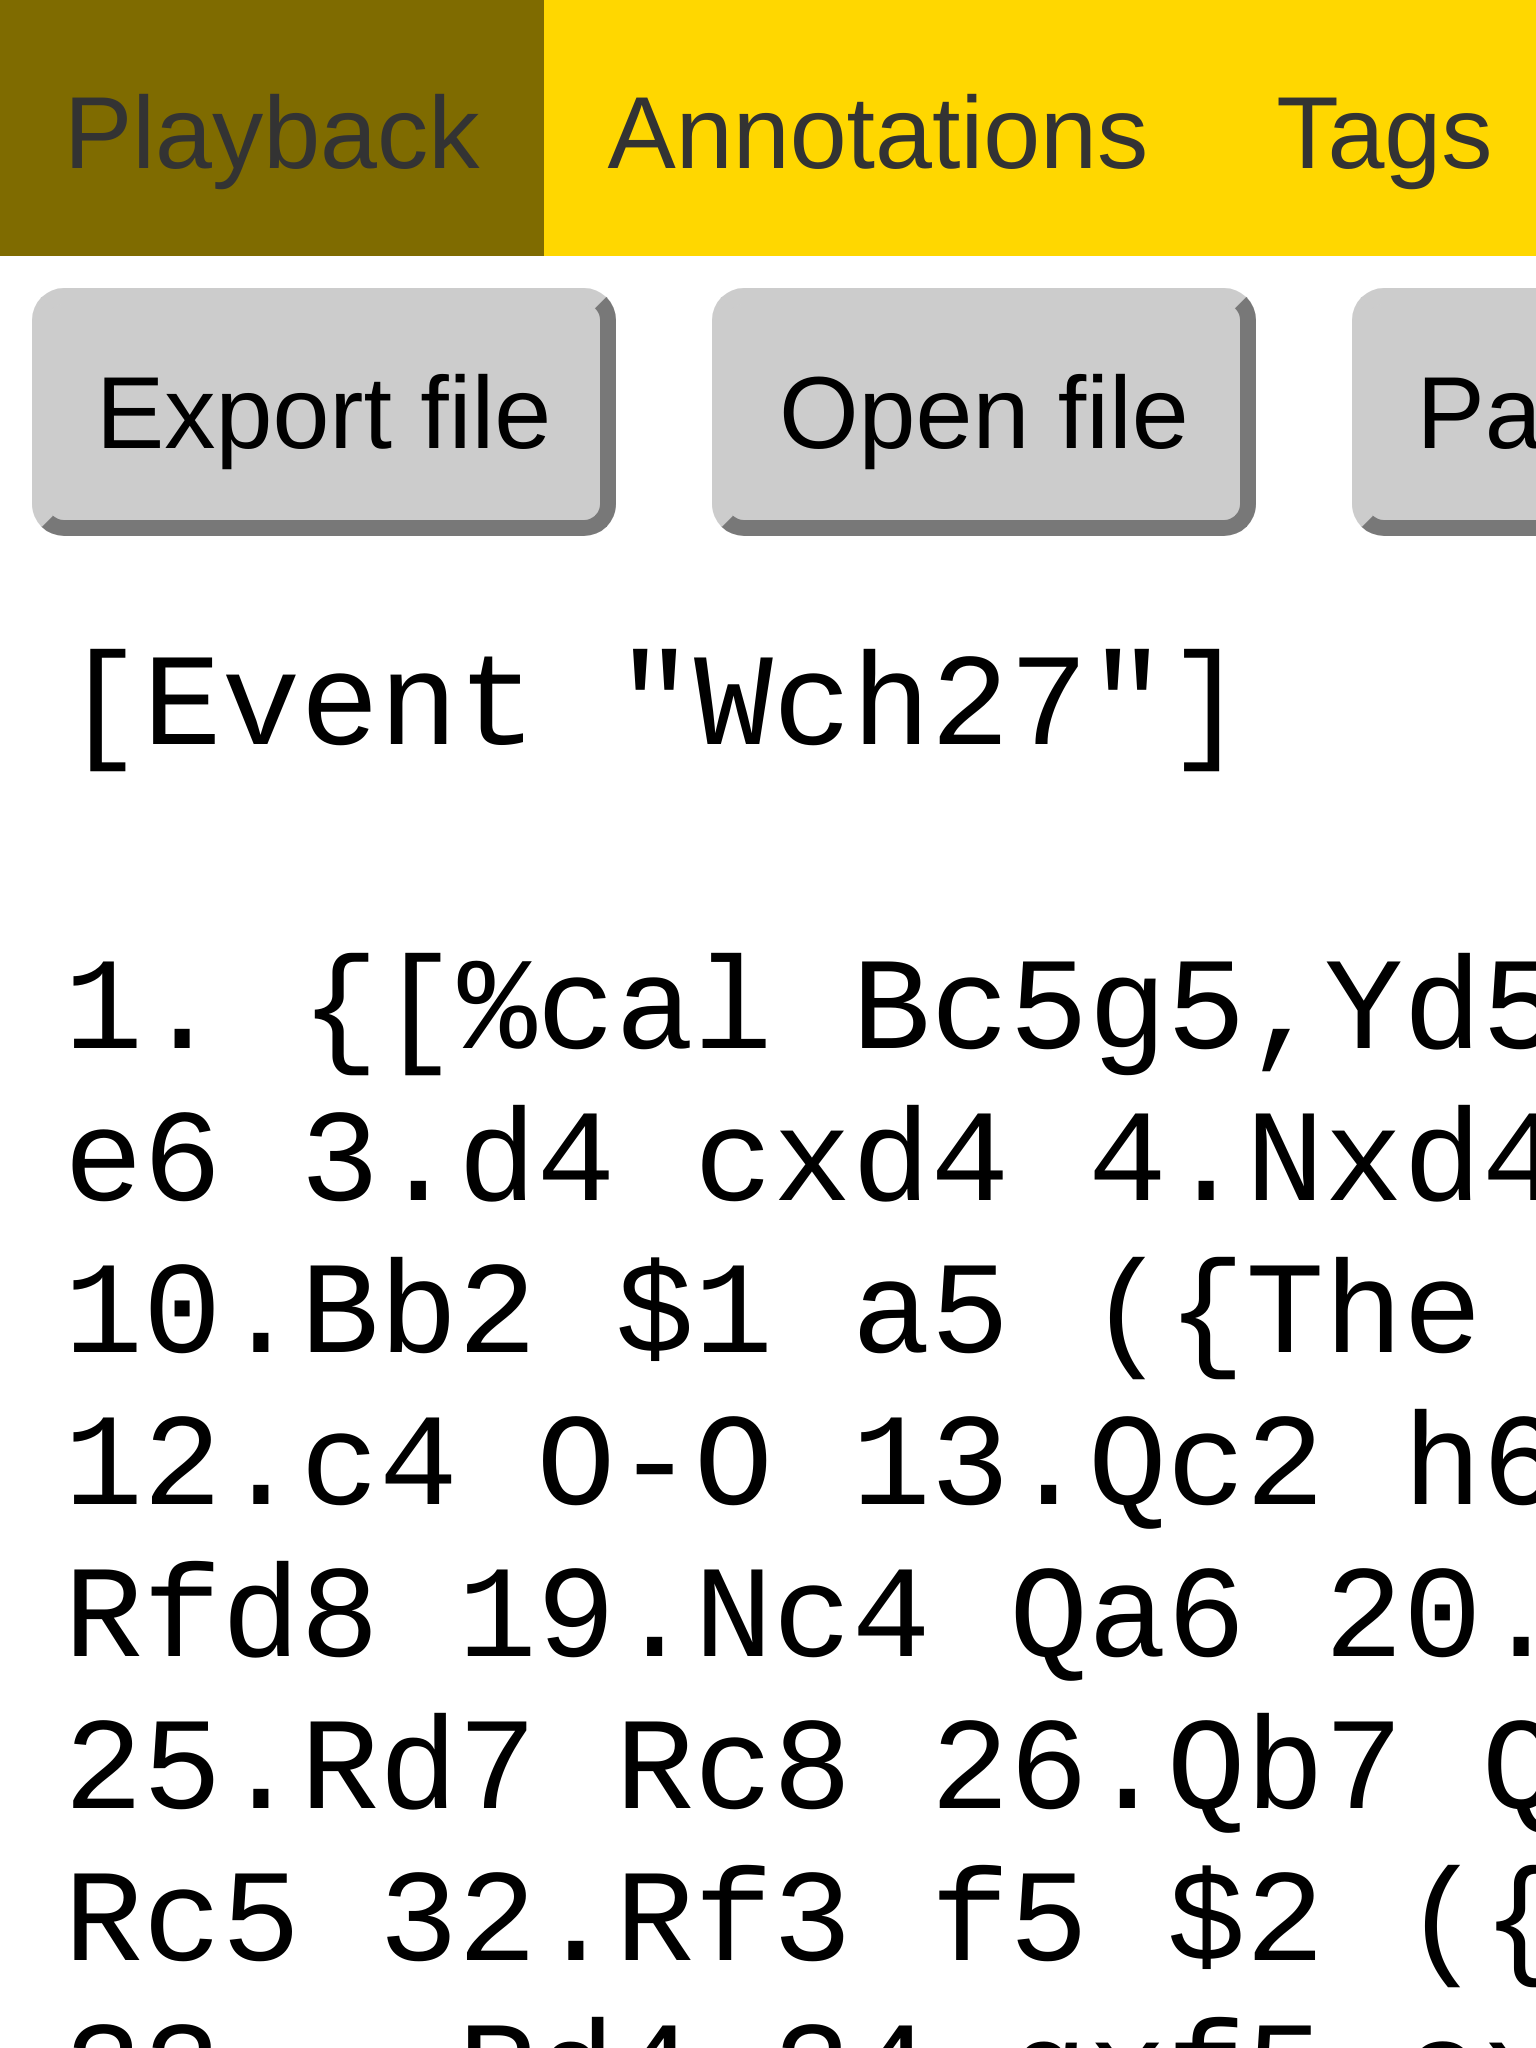 Playback Annotations Tags
Export file Open file Pa
[Event "Wch27"]
1. {[%cal Bc5g5,Yd5
e6 3.d4 cxd4 4.Nxd4
10.Bb2 $1 a5 ({The
12.c4 O-O 13.Qc2 h6
Rfd8 19.Nc4 Qa6 20.
25.Rd7 Rc8 26.Qb7 Q
Rc5 32.Rf3 f5 $2 ({